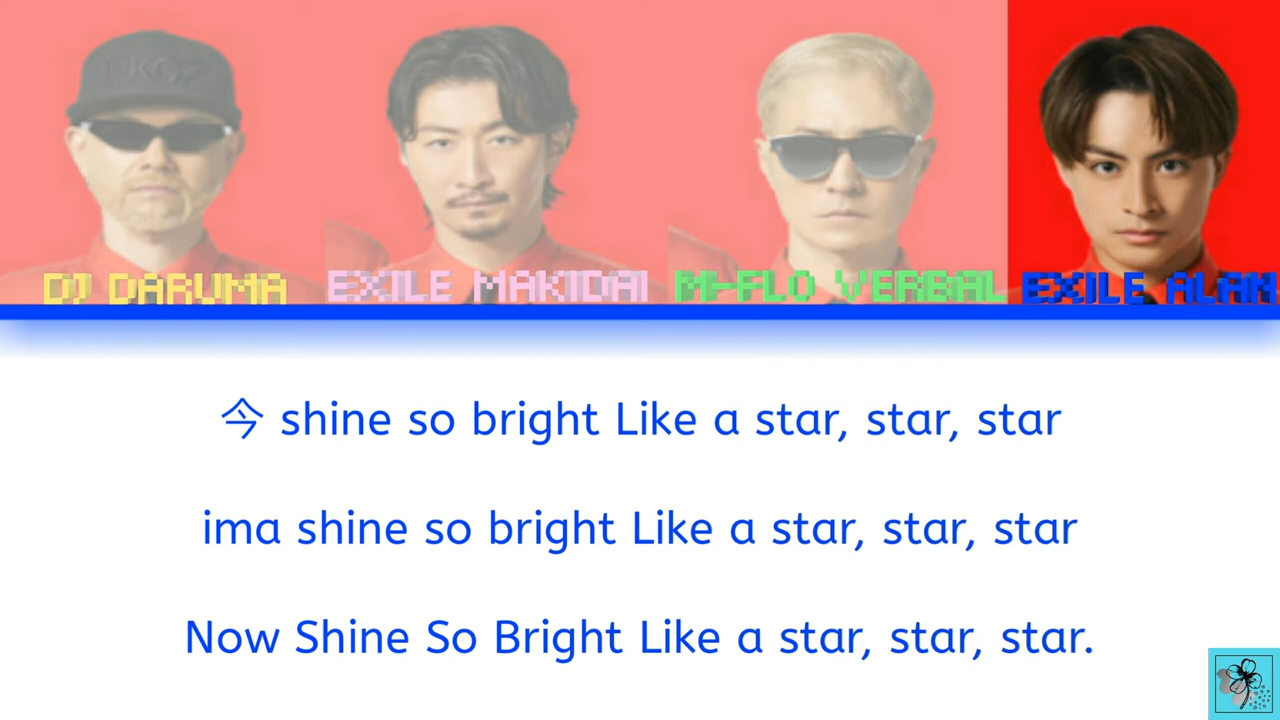 DJ DARUMA
EXILE MAKIDAI
M-FLO VERBAL
EXILE ALAN
今 shine so bright Like a star, star, star
ima shine so bright Like a star, star, star
Now Shine So Bright Like a star, star, star.